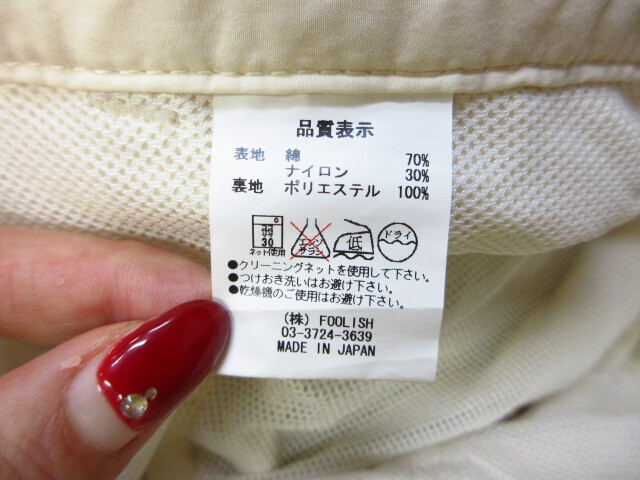 品質表示
表地 綿 70%
ナイロン 30%
裏地 ポリエステル 100%
弱 30 ネット使用 エンソ サラシ 低 ドライ
●クリーニングネットを使用して下さい。
●つけおき洗いはお避け下さい。
●乾燥機のご使用はお避け下さい。
(株) FOOLISH
03-3724-3639
MADE IN JAPAN